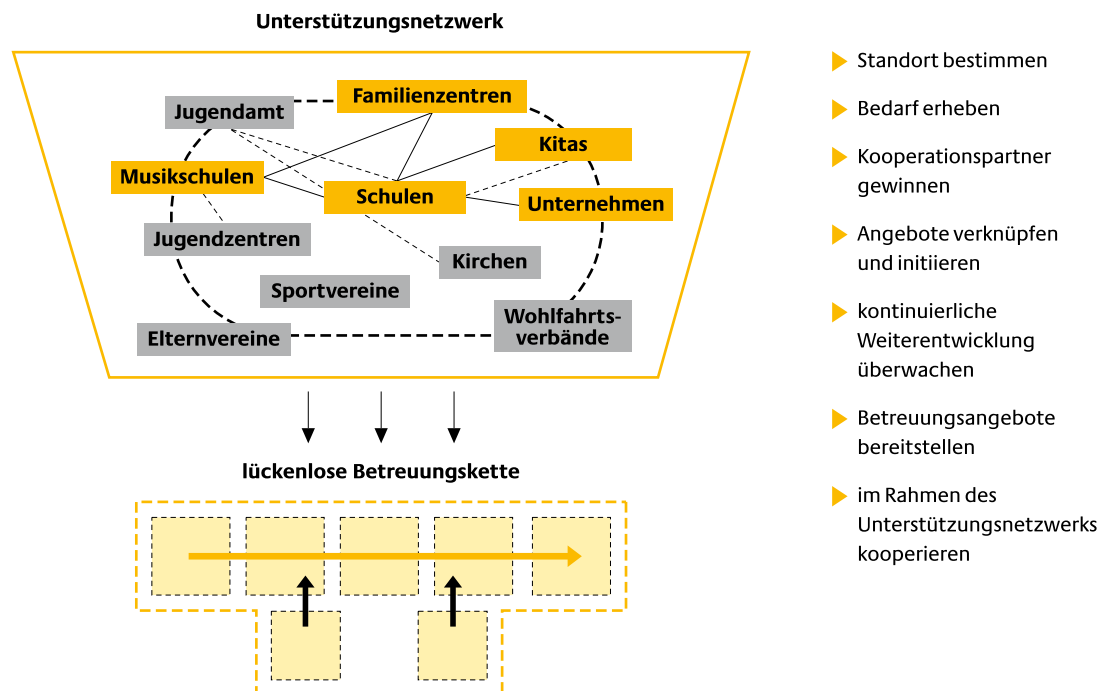 Unterstützungsnetzwerk
Familienzentren
Jugendamt
Kitas
Musikschulen
Schulen
Unternehmen
Jugendzentren
Kirchen
Sportvereine
Wohlfahrts-
verbände
Elternvereine
lückenlose Betreuungskette
Standort bestimmen
Bedarf erheben
Kooperationspartner
gewinnen
Angebote verknüpfen
und initiieren
kontinuierliche
Weiterentwicklung
überwachen
Betreuungsangebote
bereitstellen
im Rahmen des
Unterstützungsnetzwerks
kooperieren